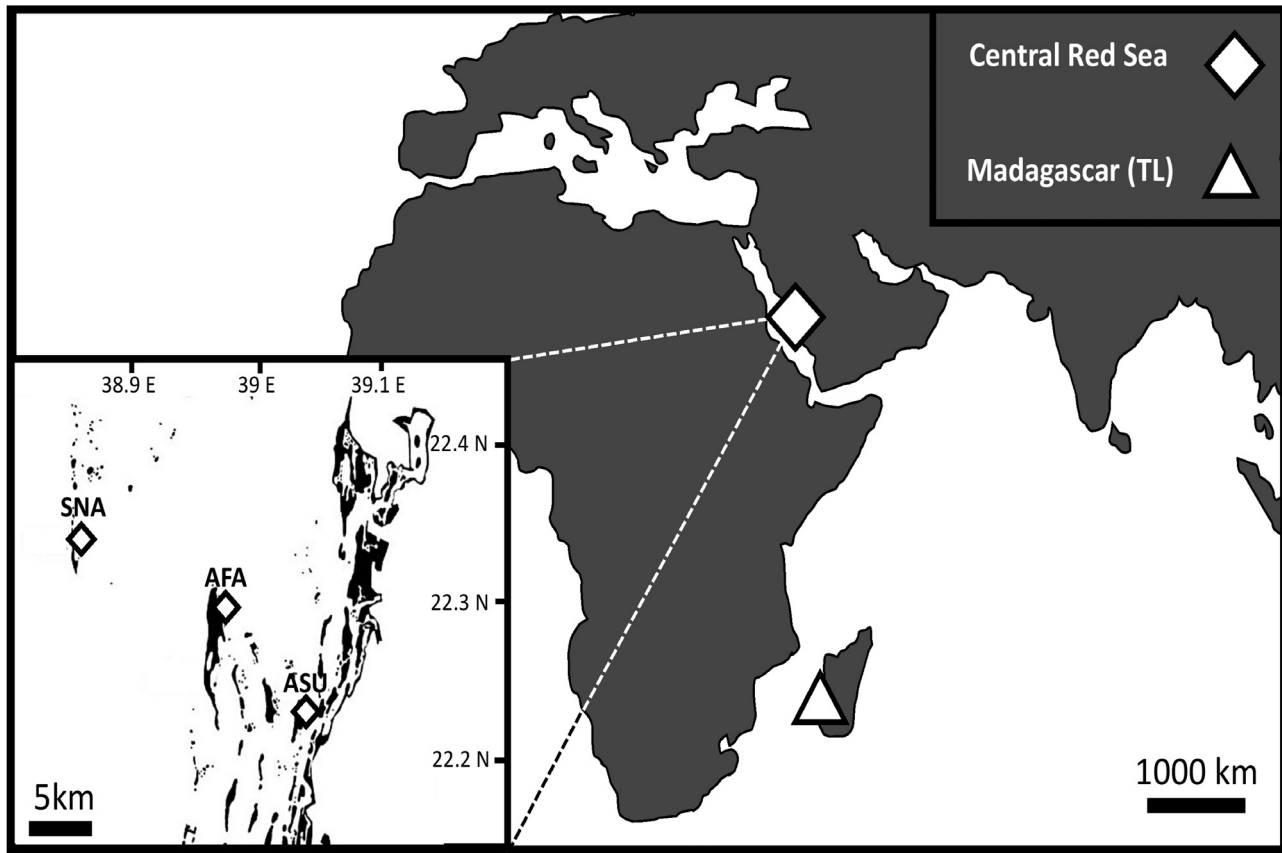 Central Red Sea
Madagascar (TL)
38.9 E
39 E
39.1 E
22.4 N
SNA
AFA
22.3 N
ASU
22.2 N
5km
1000 km